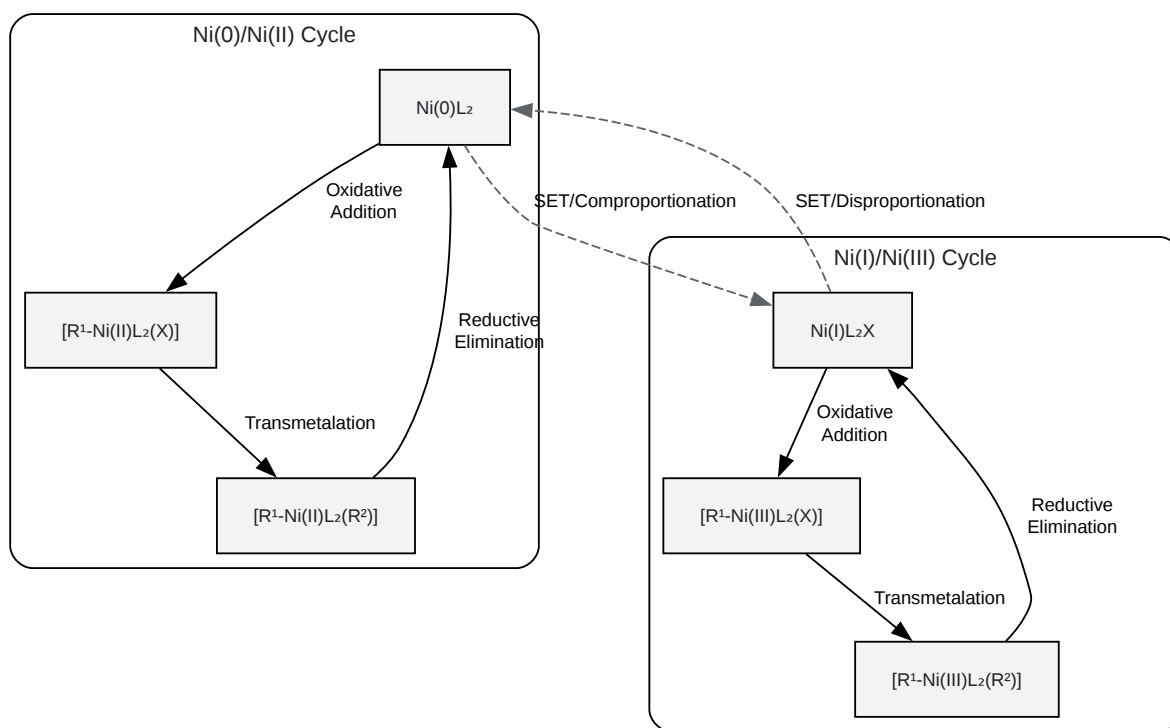 Ni(0)/Ni(II) Cycle
Ni(0)L₂
Oxidative
Addition
SET/Comproportionation
SET/Disproportionation
[R¹-Ni(II)L₂(X)]
Reductive
Elimination
Transmetalation
[R¹-Ni(II)L₂(R²)]
Ni(I)/Ni(III) Cycle
Ni(I)L₂X
Oxidative
Addition
[R¹-Ni(III)L₂(X)]
Reductive
Elimination
Transmetalation
[R¹-Ni(III)L₂(R²)]